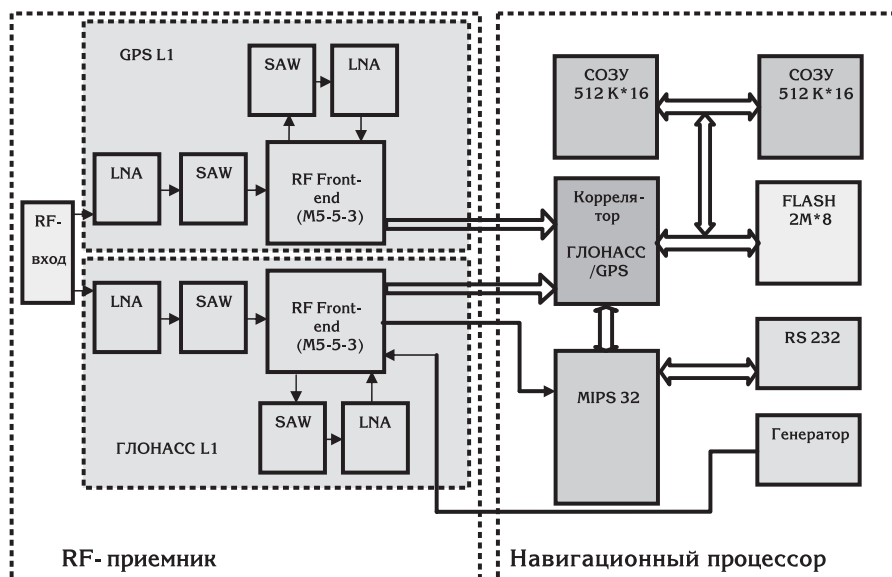 GPS L1
SAW
LNA
LNA
SAW
RF Front-
end
(M5-5-3)
RF-
вход
LNA
SAW
RF Front-
end
(M5-5-3)
SAW
LNA
ГЛОНАСС L1
RF- приемник
СОЗУ
512 K*16
СОЗУ
512 K*16
Корреля-
тор
ГЛОНАСС
/GPS
FLASH
2M*8
MIPS 32
RS 232
Генератор
Навигационный процессор